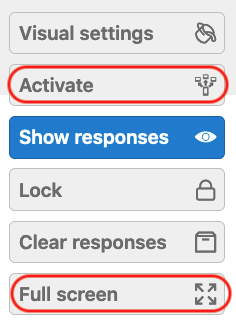 Visual settings
Activate
Show responses
Lock
Clear responses
Full screen